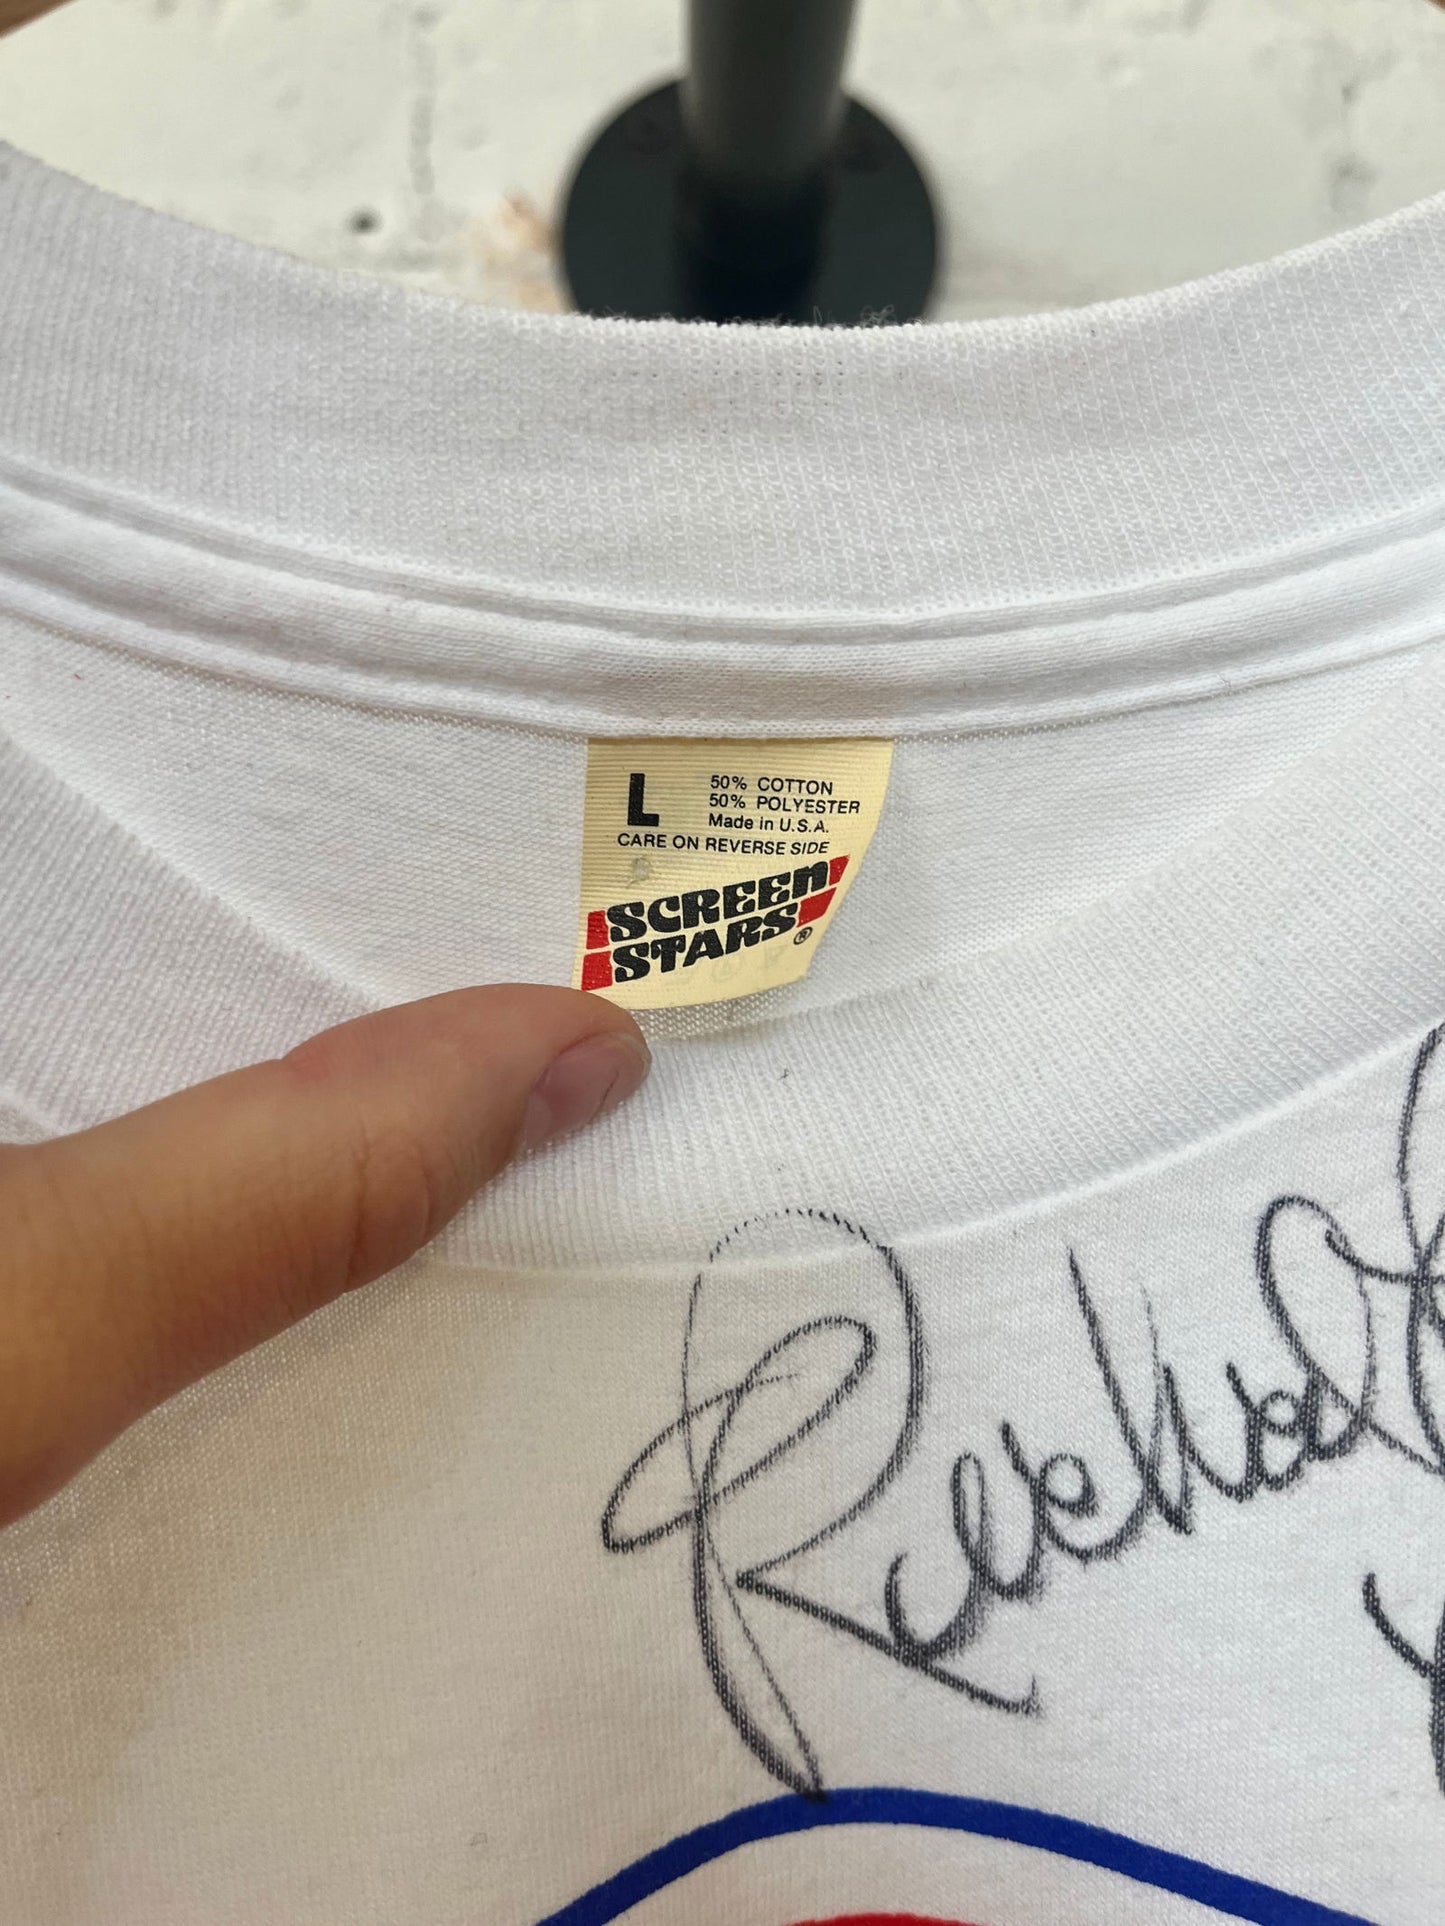 L
50% COTTON
50% POLYESTER
Made in U.S.A.
CARE ON REVERSE SIDE
SCREEN
STARS®